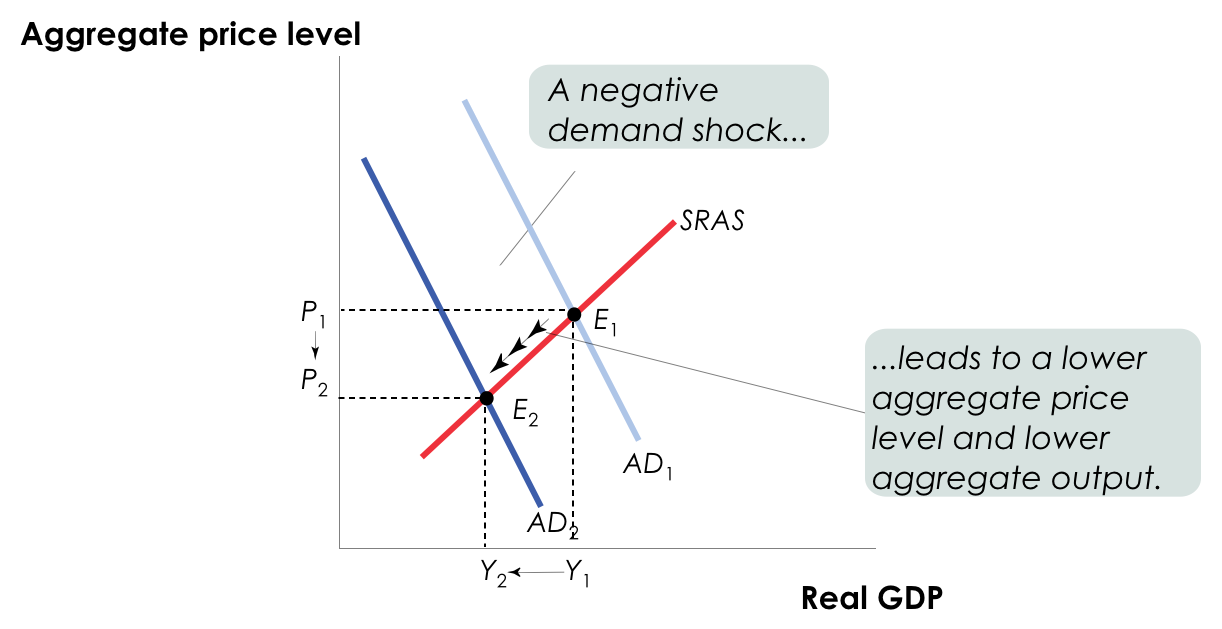 Aggregate price level
A negative
demand shock...
SRAS
P₁
E₁
P₂
E₂
...leads to a lower
aggregate price
level and lower
aggregate output.
AD₁
AD₂
Y₂
Y₁
Real GDP